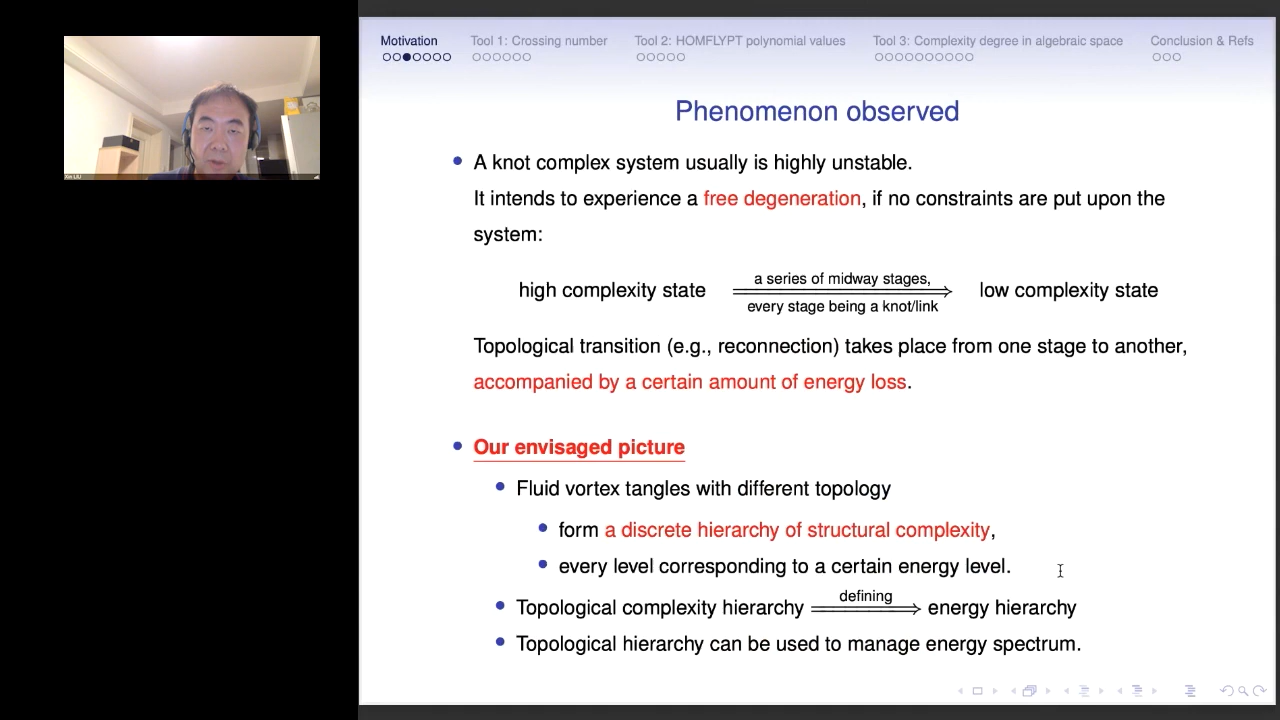 Motivation Tool 1: Crossing number Tool 2: HOMFLYPT polynomial values Tool 3: Complexity degree in algebraic space Conclusion & Refs
Phenomenon observed
A knot complex system usually is highly unstable.
It intends to experience a free degeneration, if no constraints are put upon the
system:
a series of midway stages,
high complexity state ⟹ low complexity state
every stage being a knot/link
Topological transition (e.g., reconnection) takes place from one stage to another,
accompanied by a certain amount of energy loss.
Our envisaged picture
Fluid vortex tangles with different topology
form a discrete hierarchy of structural complexity,
every level corresponding to a certain energy level.
defining
Topological complexity hierarchy ⟹ energy hierarchy
Topological hierarchy can be used to manage energy spectrum.
Xin LIU